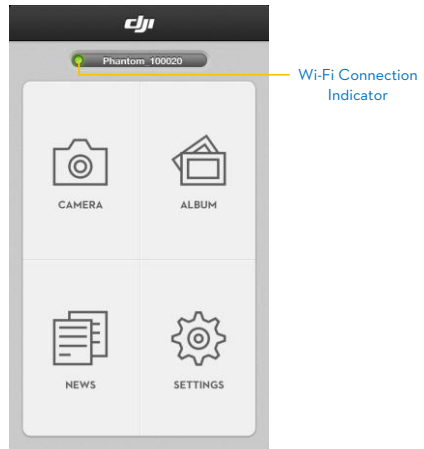 dji
Phantom_100020
Wi-Fi Connection
Indicator
CAMERA
ALBUM
NEWS
SETTINGS